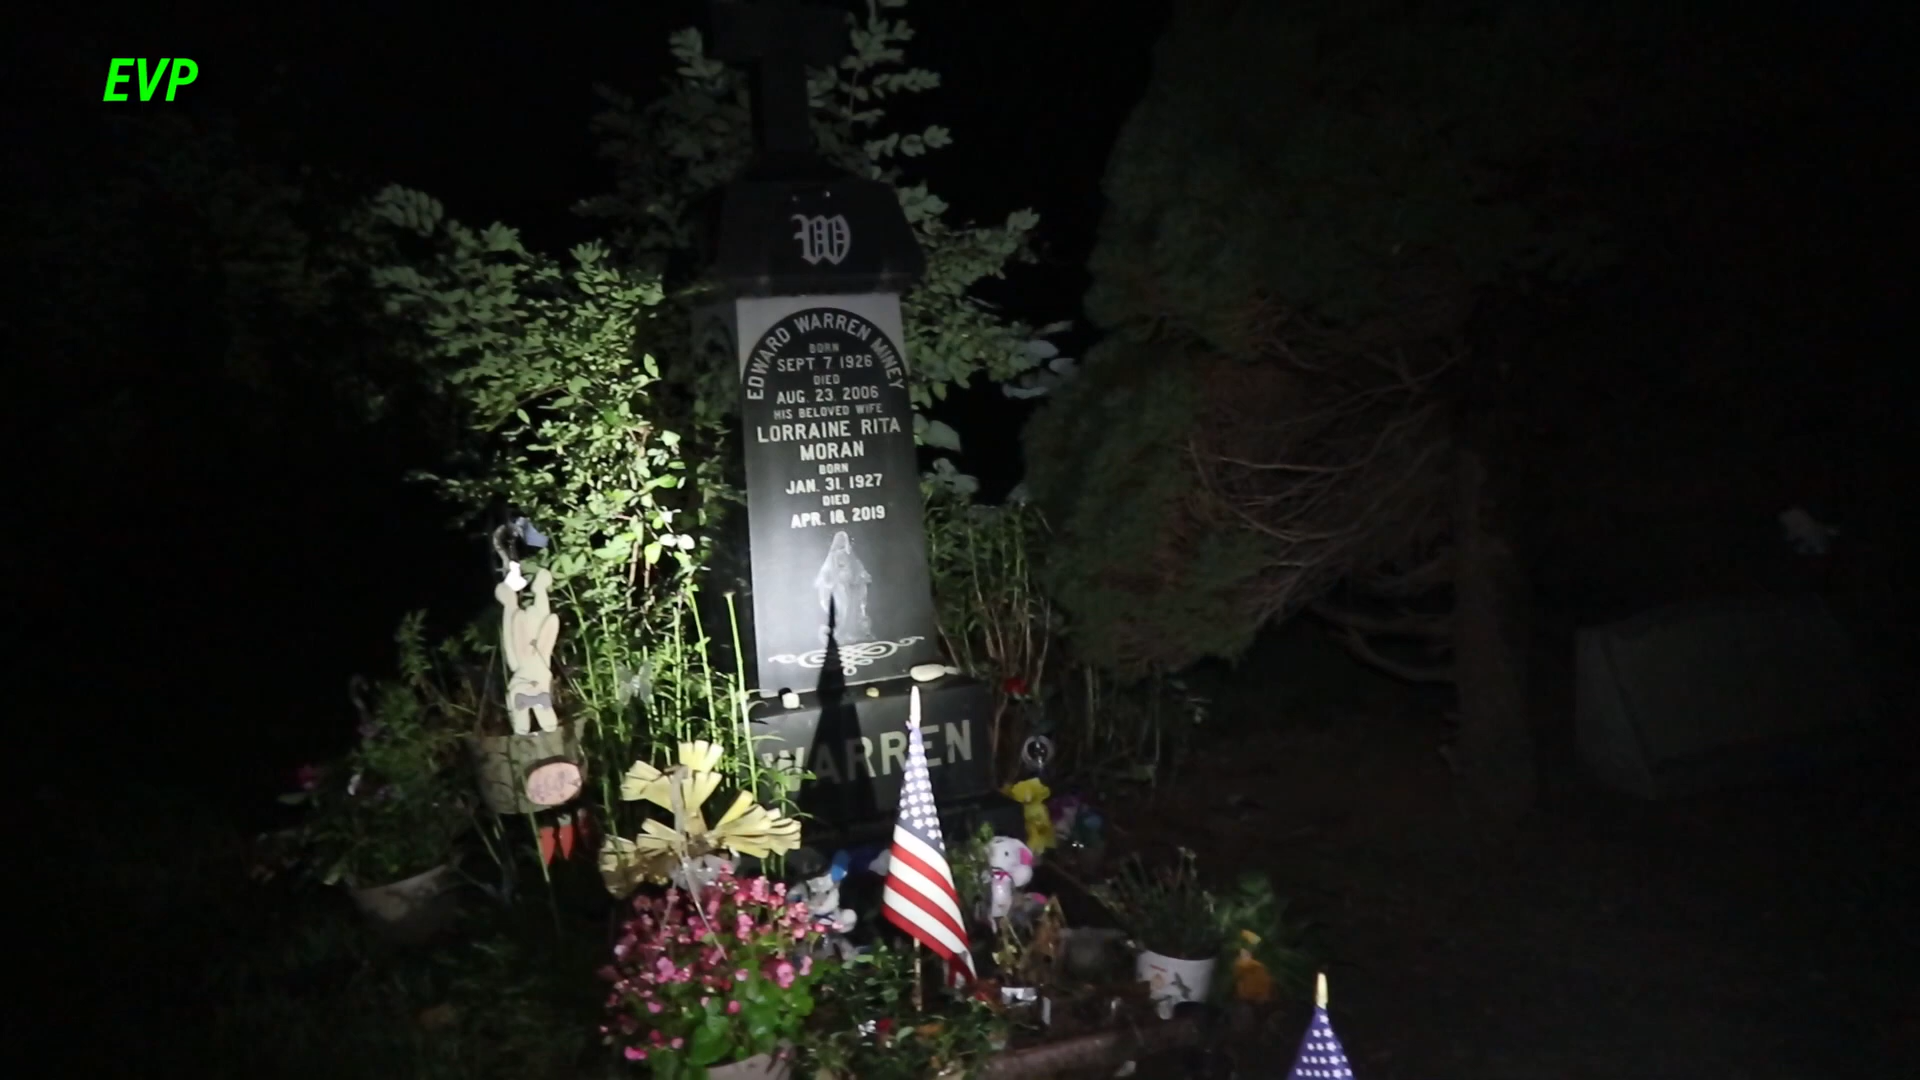 EVP
W
EDWARD WARREN MINEY
BORN
SEPT 7 1926
DIED
AUG. 23, 2006
HIS BELOVED WIFE
LORRAINE RITA
MORAN
BORN
JAN. 31, 1927
DIED
APR. 18, 2019
WARREN